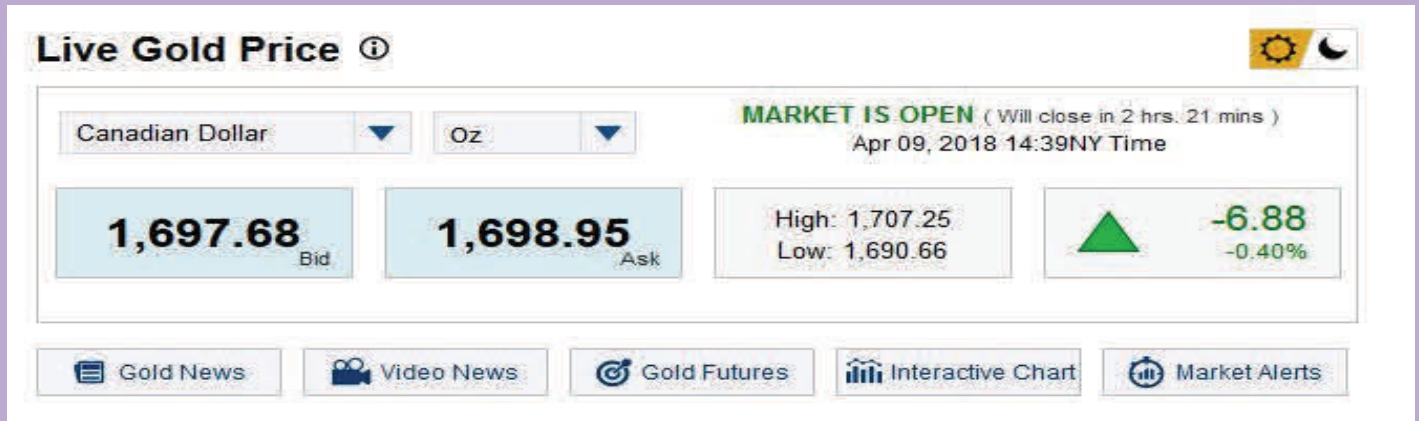 Live Gold Price
MARKET IS OPEN ( Will close in 2 hrs. 21 mins )
Canadian Dollar
Oz
Apr 09, 2018 14:39NY Time
1,697.68
Bid
1,698.95
Ask
High: 1,707.25
Low: 1,690.66
-6.88
-0.40%
Gold News
Video News
Gold Futures
Interactive Chart
Market Alerts